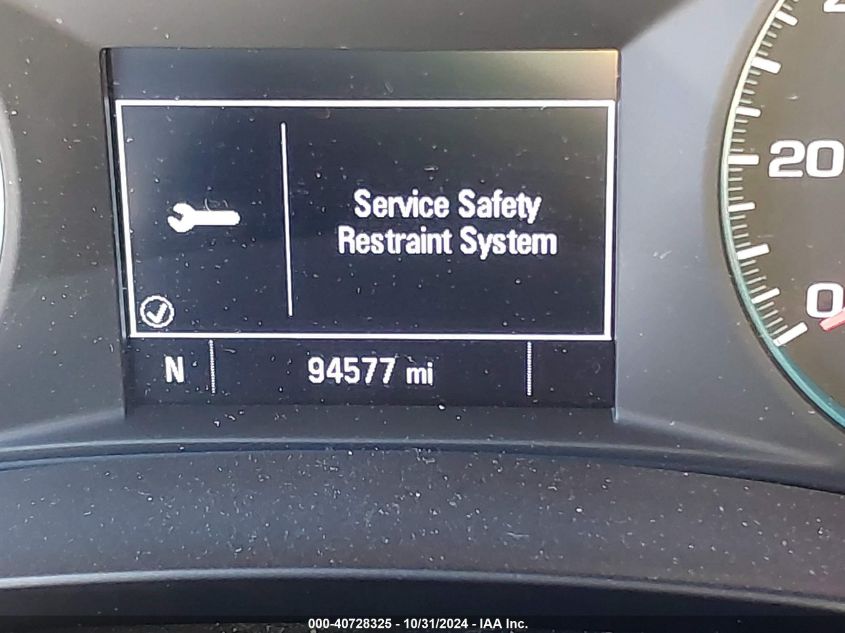 Service Safety
Restraint System
N 94577 mi
20
0
000-40728325 - 10/31/2024 - IAA Inc.